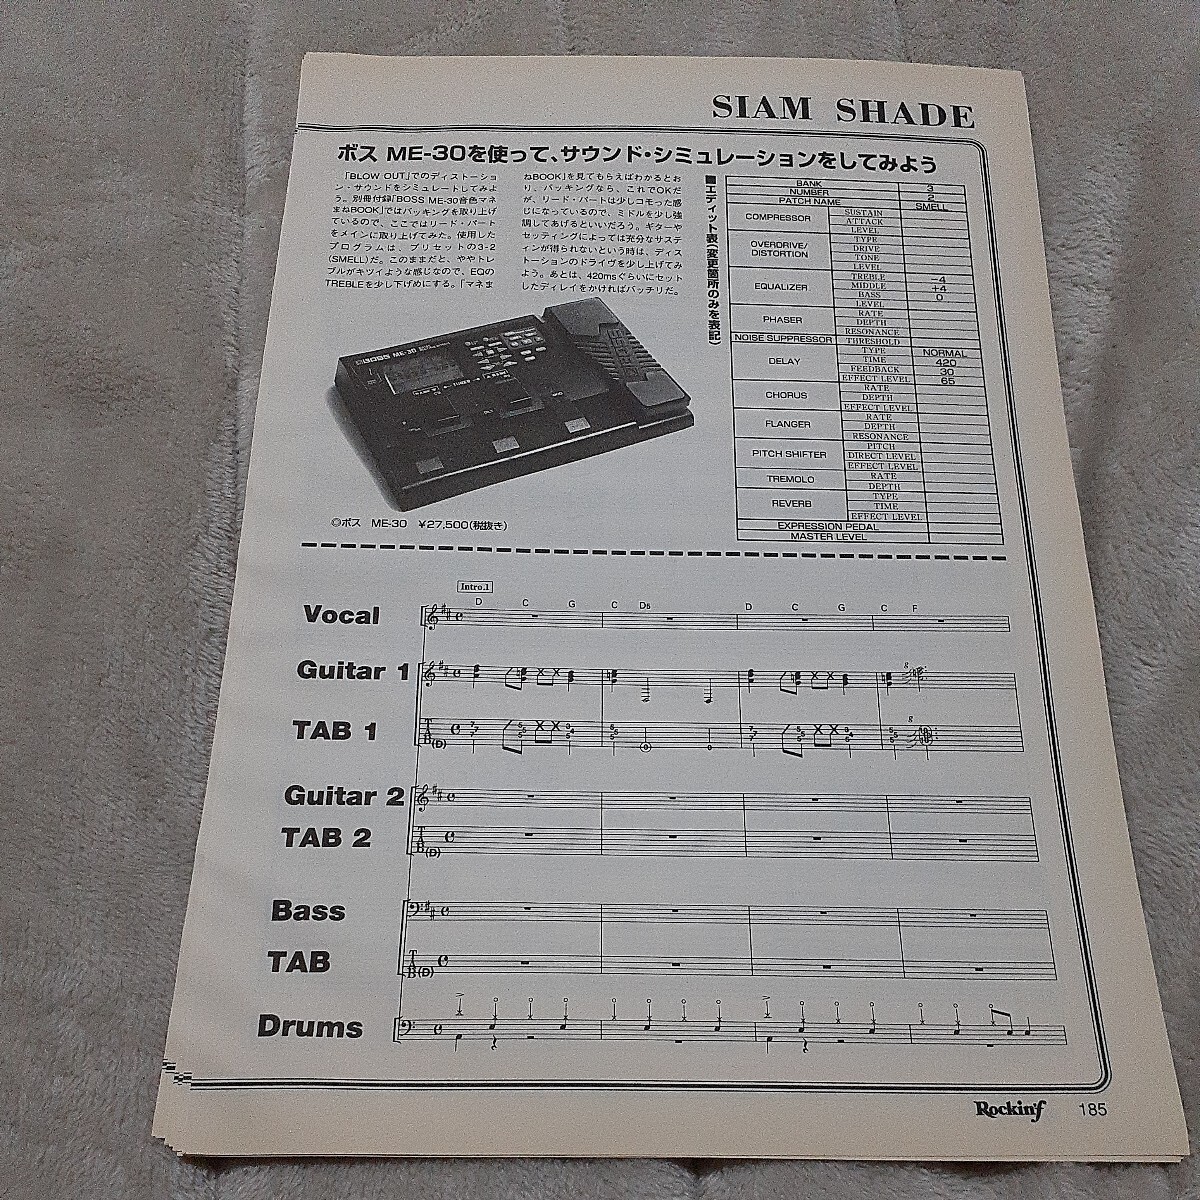 SIAM SHADE
ボス ME-30を使って、サウンド・シミュレーションをしてみよう
「BLOW OUT」でのディストーショ
ン・サウンドをシミュレートしてみよ
う。別冊付録「BOSS ME-30音色マネ
まねBOOK」ではバッキングを取り上げ
ているので、ここではリード・パート
をメインに取り上げてみた。使用した
プログラムは、プリセットの3-2
(SMELL)だ。このままだと、ややトレ
ブルがキツイような感じなので、EQの
TREBLEを少し下げめにする。「マネま
ねBOOK」を見てもらえばわかるとお
り、バッキングなら、これでOKだ
が、リード・パートは少しコモった感
じになっているので、ミドルを少し強
調してあげるといいだろう。ギターや
セッティングによっては充分なサステ
ィンが得られないという時は、ディス
トーションのドライヴを少し上げてみ
よう。あとは、420msぐらいにセット
したディレイをかければバッチリだ。
■エディット表(変更箇所のみを表記)
BANK 3
NUMBER 2
PATCH NAME SMELL
COMPRESSOR SUSTAIN
ATTACK
LEVEL
OVERDRIVE/
DISTORTION TYPE
DRIVE
TONE
LEVEL
EQUALIZER TREBLE −4
MIDDLE +4
BASS 0
LEVEL
PHASER RATE
DEPTH
RESONANCE
NOISE SUPPRESSOR THRESHOLD
DELAY TYPE NORMAL
TIME 420
FEEDBACK 30
EFFECT LEVEL 65
CHORUS RATE
DEPTH
EFFECT LEVEL
FLANGER RATE
DEPTH
RESONANCE
PITCH SHIFTER PITCH
DIRECT LEVEL
EFFECT LEVEL
TREMOLO RATE
DEPTH
REVERB TYPE
TIME
EFFECT LEVEL
EXPRESSION PEDAL
MASTER LEVEL
BOSS ME-30
BOSS
◎ボス ME-30 ¥27,500(税抜き)
Intro.1
D C G C D5 D C G C F
Vocal
Guitar 1
TAB 1
Guitar 2
TAB 2
Bass
TAB
Drums
Rockin'f 185